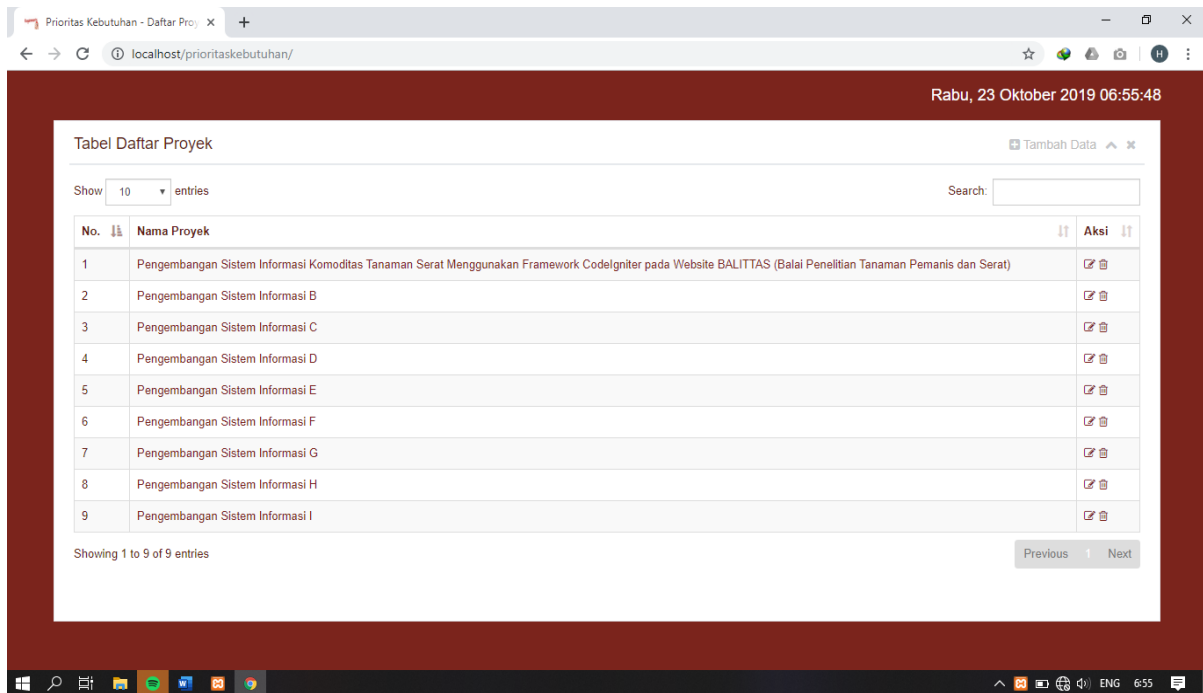 Prioritas Kebutuhan - Daftar Proy
localhost/prioritaskebutuhan/
H
Rabu, 23 Oktober 2019 06:55:48
Tabel Daftar Proyek
Tambah Data
Show 10 entries
Search:
No. Nama Proyek Aksi
1 Pengembangan Sistem Informasi Komoditas Tanaman Serat Menggunakan Framework CodeIgniter pada Website BALITTAS (Balai Penelitian Tanaman Pemanis dan Serat)
2 Pengembangan Sistem Informasi B
3 Pengembangan Sistem Informasi C
4 Pengembangan Sistem Informasi D
5 Pengembangan Sistem Informasi E
6 Pengembangan Sistem Informasi F
7 Pengembangan Sistem Informasi G
8 Pengembangan Sistem Informasi H
9 Pengembangan Sistem Informasi I
Showing 1 to 9 of 9 entries
Previous 1 Next
ENG 6:55